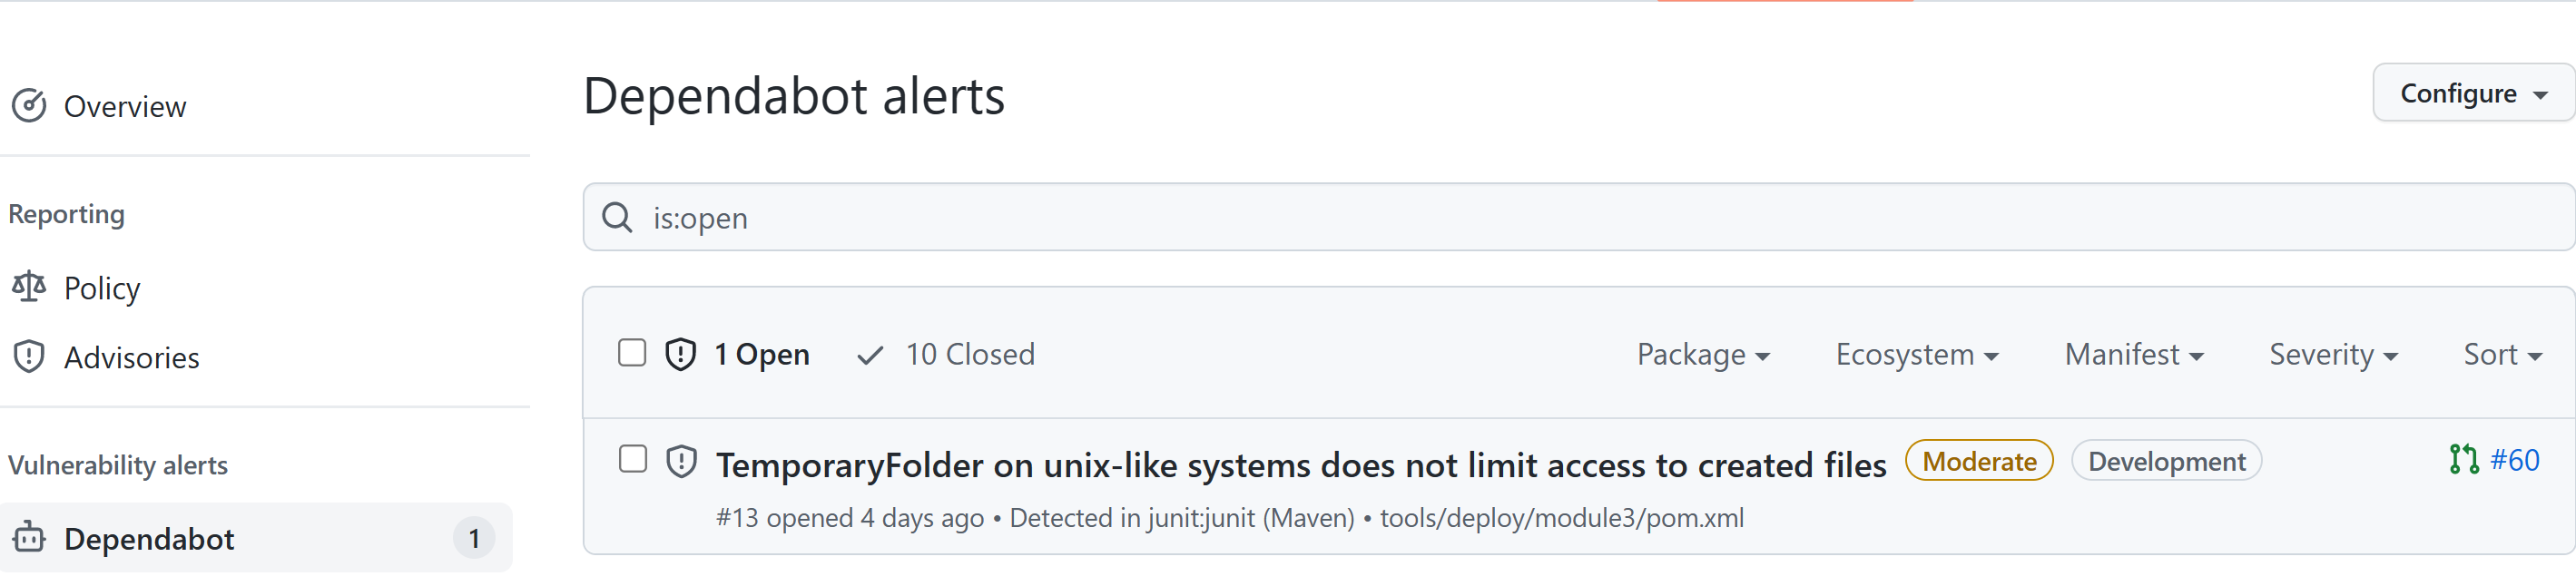 Overview
Reporting
Policy
Advisories
Vulnerability alerts
Dependabot 1
Dependabot alerts
Configure
is:open
1 Open 10 Closed Package Ecosystem Manifest Severity Sort
TemporaryFolder on unix-like systems does not limit access to created files Moderate Development #60
#13 opened 4 days ago • Detected in junit:junit (Maven) • tools/deploy/module3/pom.xml